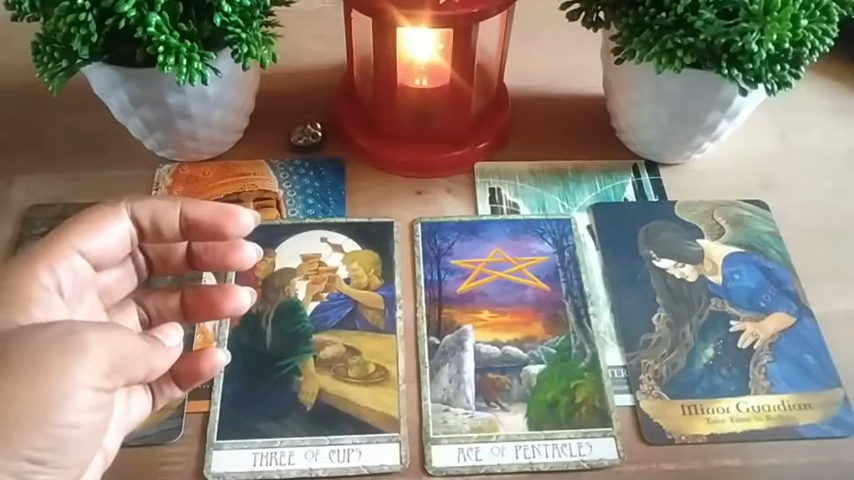 THREE OF CUPS
ACE OF PENTACLES
Mirror Guardian
Take Time to Reflect